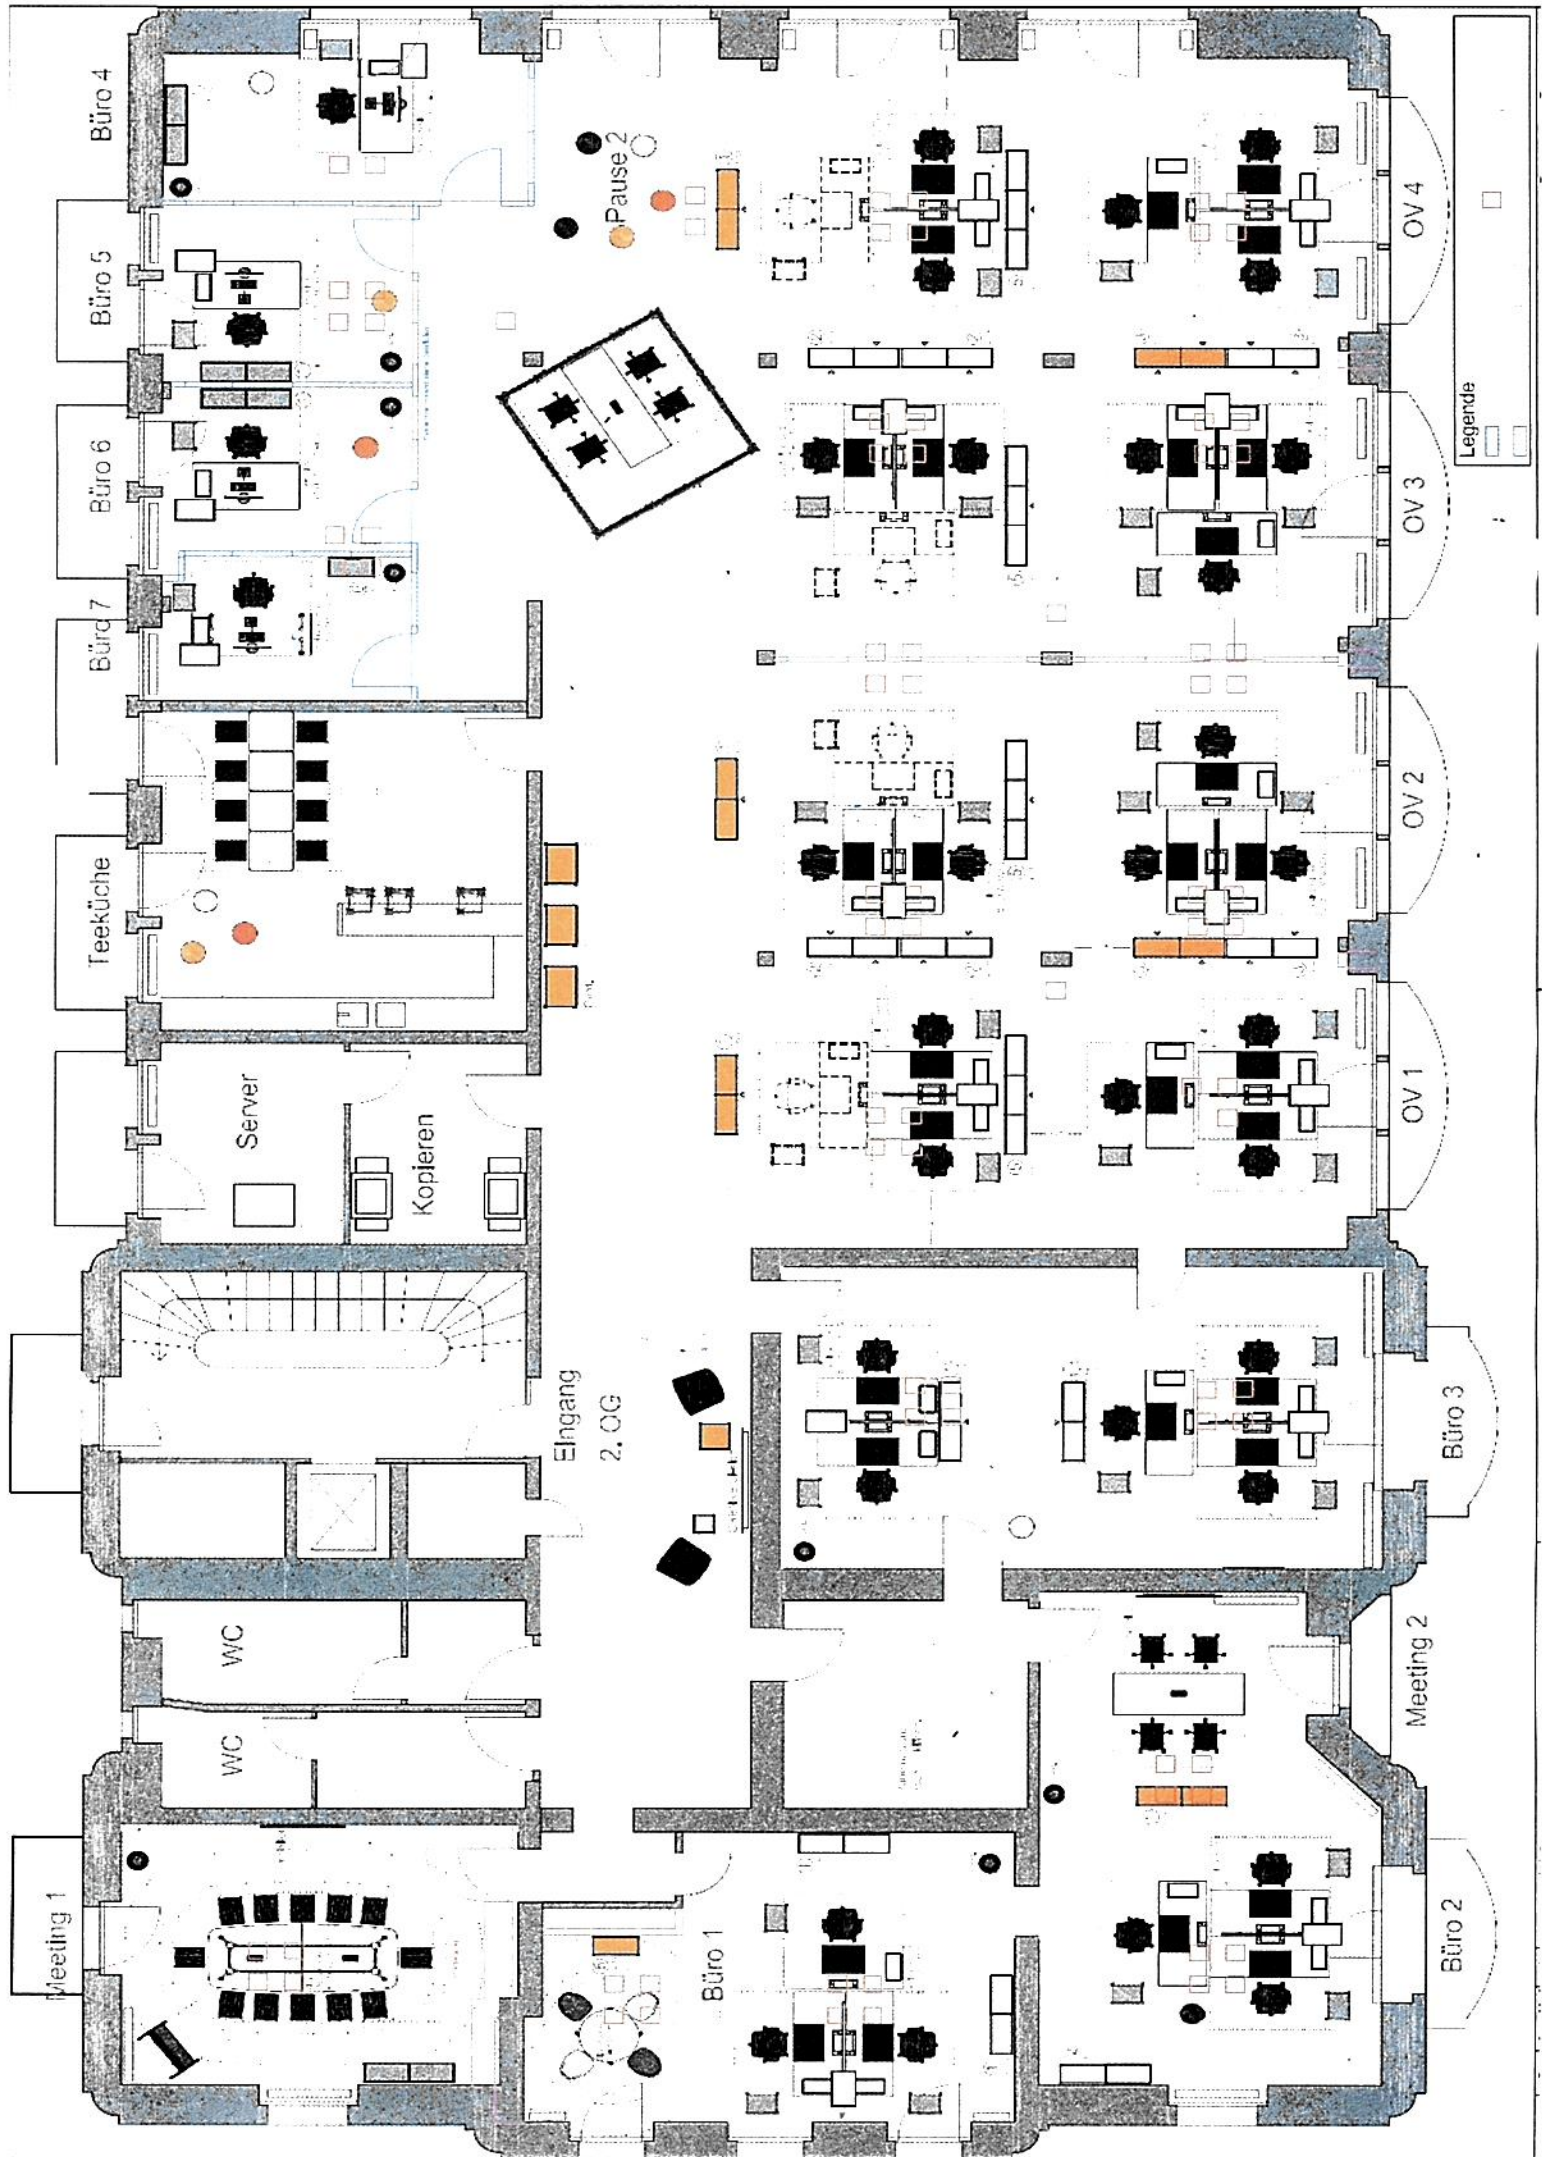 Büro 4
Büro 5
Büro 6
Büro 7
Teeküche
Server
Kopieren
WC
WC
Meeting 1
Pause 2
EIngang
2. OG
Büro 1
OV 4
OV 3
OV 2
OV 1
Büro 3
Meeting 2
Büro 2
Legende